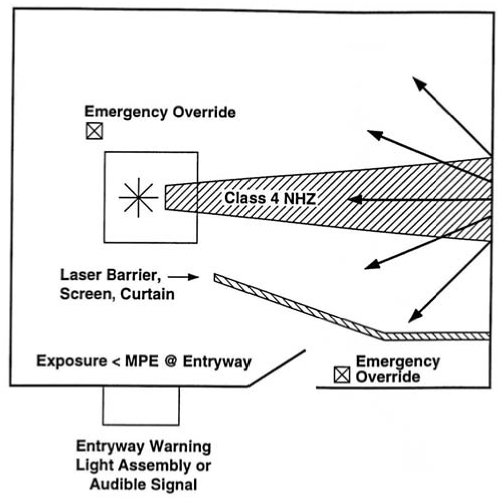 Emergency Override
Class 4 NHZ
Laser Barrier,
Screen, Curtain
Exposure < MPE @ Entryway
Emergency
Override
Entryway Warning
Light Assembly or
Audible Signal